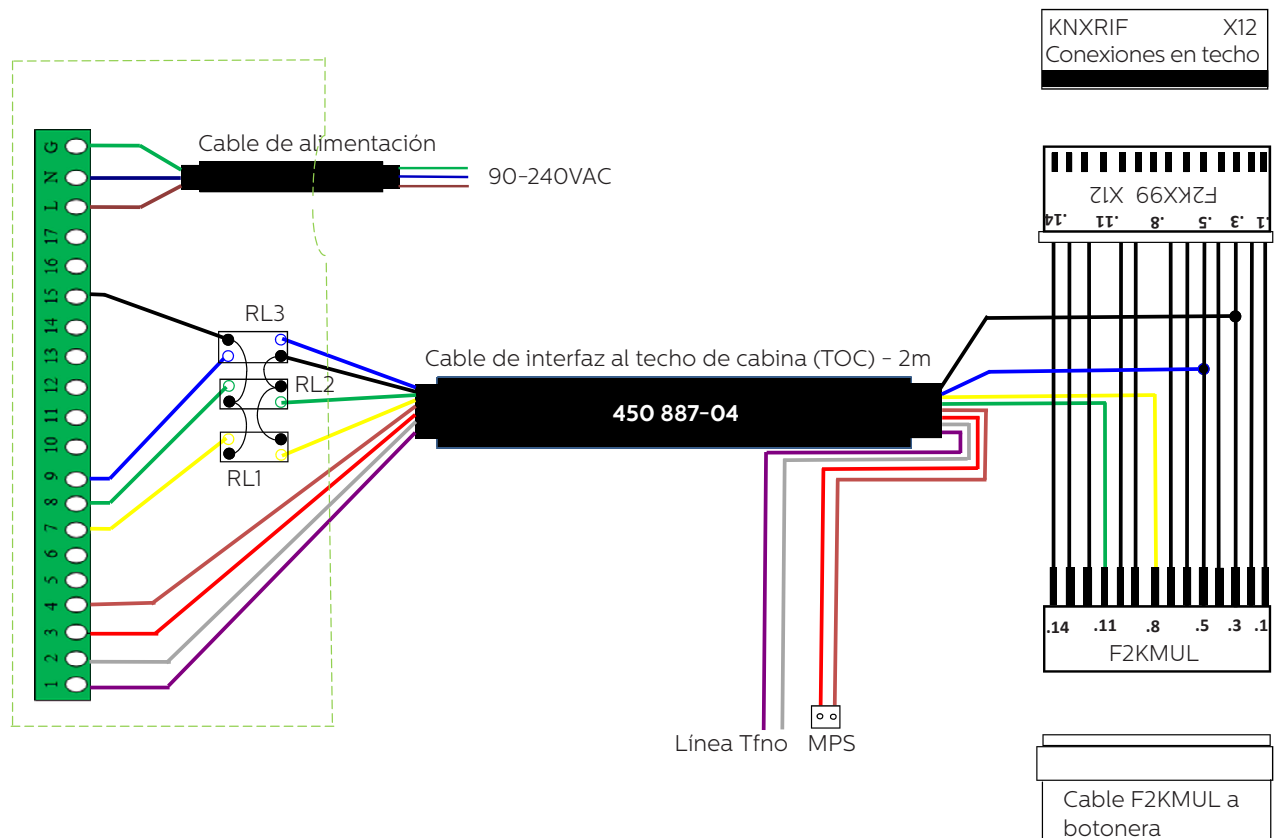 KNXRIF X12
Conexiones en techo
Cable de alimentación
90-240VAC
G
N
L
17
16
15
14
13
12
11
10
9
8
7
6
5
4
3
2
1
RL3
RL2
RL1
Cable de interfaz al techo de cabina (TOC) - 2m
450 887-04
F2KX99 X12
.14 .11 .8 .5 .3 .1
.14 .11 .8 .5 .3 .1
F2KMUL
Línea Tfno MPS
Cable F2KMUL a
botonera